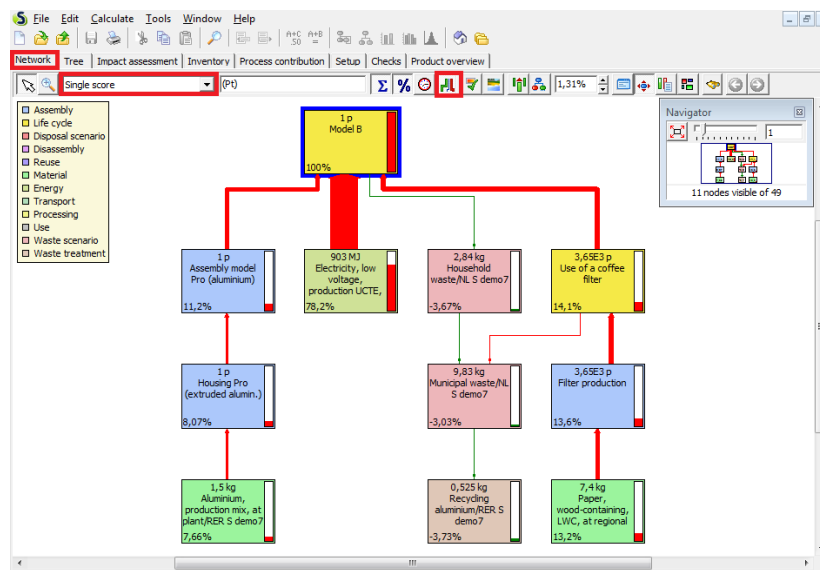 File Edit Calculate Tools Window Help
A+C
50
A+B
=
Network Tree Impact assessment Inventory Process contribution Setup Checks Product overview
Single score
(Pt)
Σ %
1,31%
Assembly
Life cycle
Disposal scenario
Disassembly
Reuse
Material
Energy
Transport
Processing
Use
Waste scenario
Waste treatment
Navigator
1
11 nodes visible of 49
1 p
Model B
100%
1 p
Assembly model
Pro (aluminium)
11,2%
903 MJ
Electricity, low
voltage,
production UCTE,
78,2%
2,84 kg
Household
waste/NL S demo7
-3,67%
3,65E3 p
Use of a coffee
filter
14,1%
1 p
Housing Pro
(extruded alumin.)
8,07%
9,83 kg
Municipal waste/NL
S demo7
-3,03%
3,65E3 p
Filter production
13,6%
1,5 kg
Aluminium,
production mix, at
plant/RER S demo7
7,66%
0,525 kg
Recycling
aluminium/RER S
demo7
-3,73%
7,4 kg
Paper,
wood-containing,
LWC, at regional
13,2%